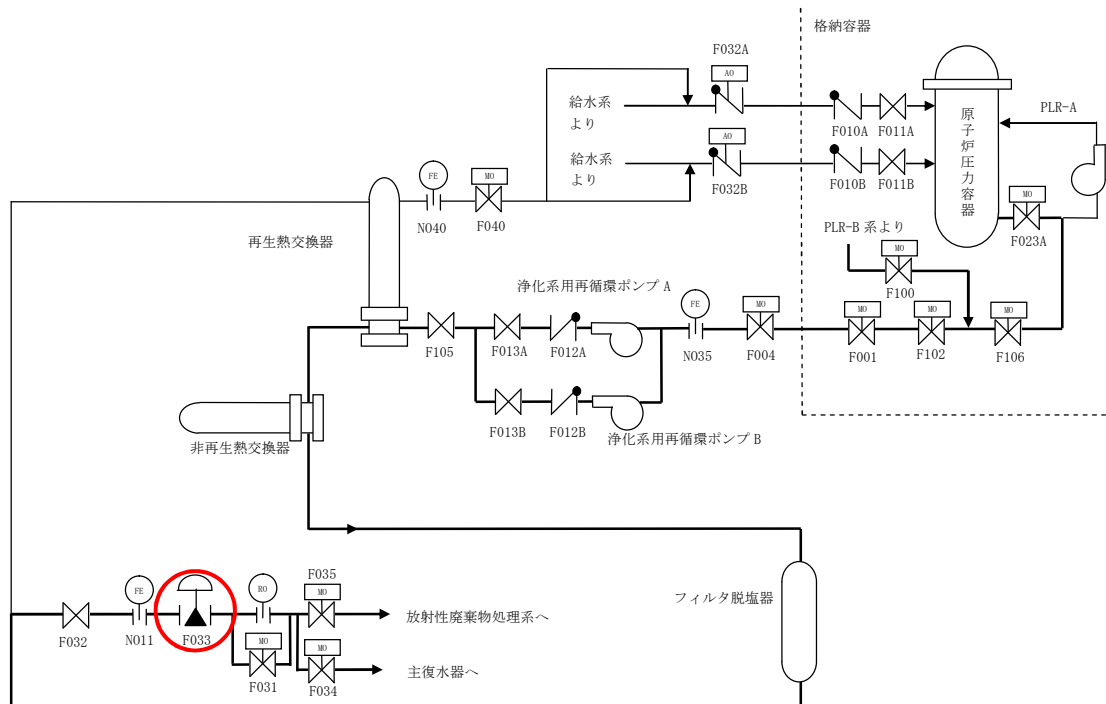 格納容器
F032A
AO
給水系
より
F010A
F011A
原子炉圧力容器
PLR-A
給水系
より
AO
F032B
F010B
F011B
FE
N040
MO
F040
再生熱交換器
MO
F023A
PLR-B 系より
MO
F100
浄化系用再循環ポンプ A
FE
N035
MO
F004
MO
F001
MO
F102
MO
F106
F105
F013A
F012A
F013B
F012B
浄化系用再循環ポンプ B
非再生熱交換器
フィルタ脱塩器
F032
FE
N011
F033
RO
F035
MO
放射性廃棄物処理系へ
MO
F031
MO
F034
主復水器へ